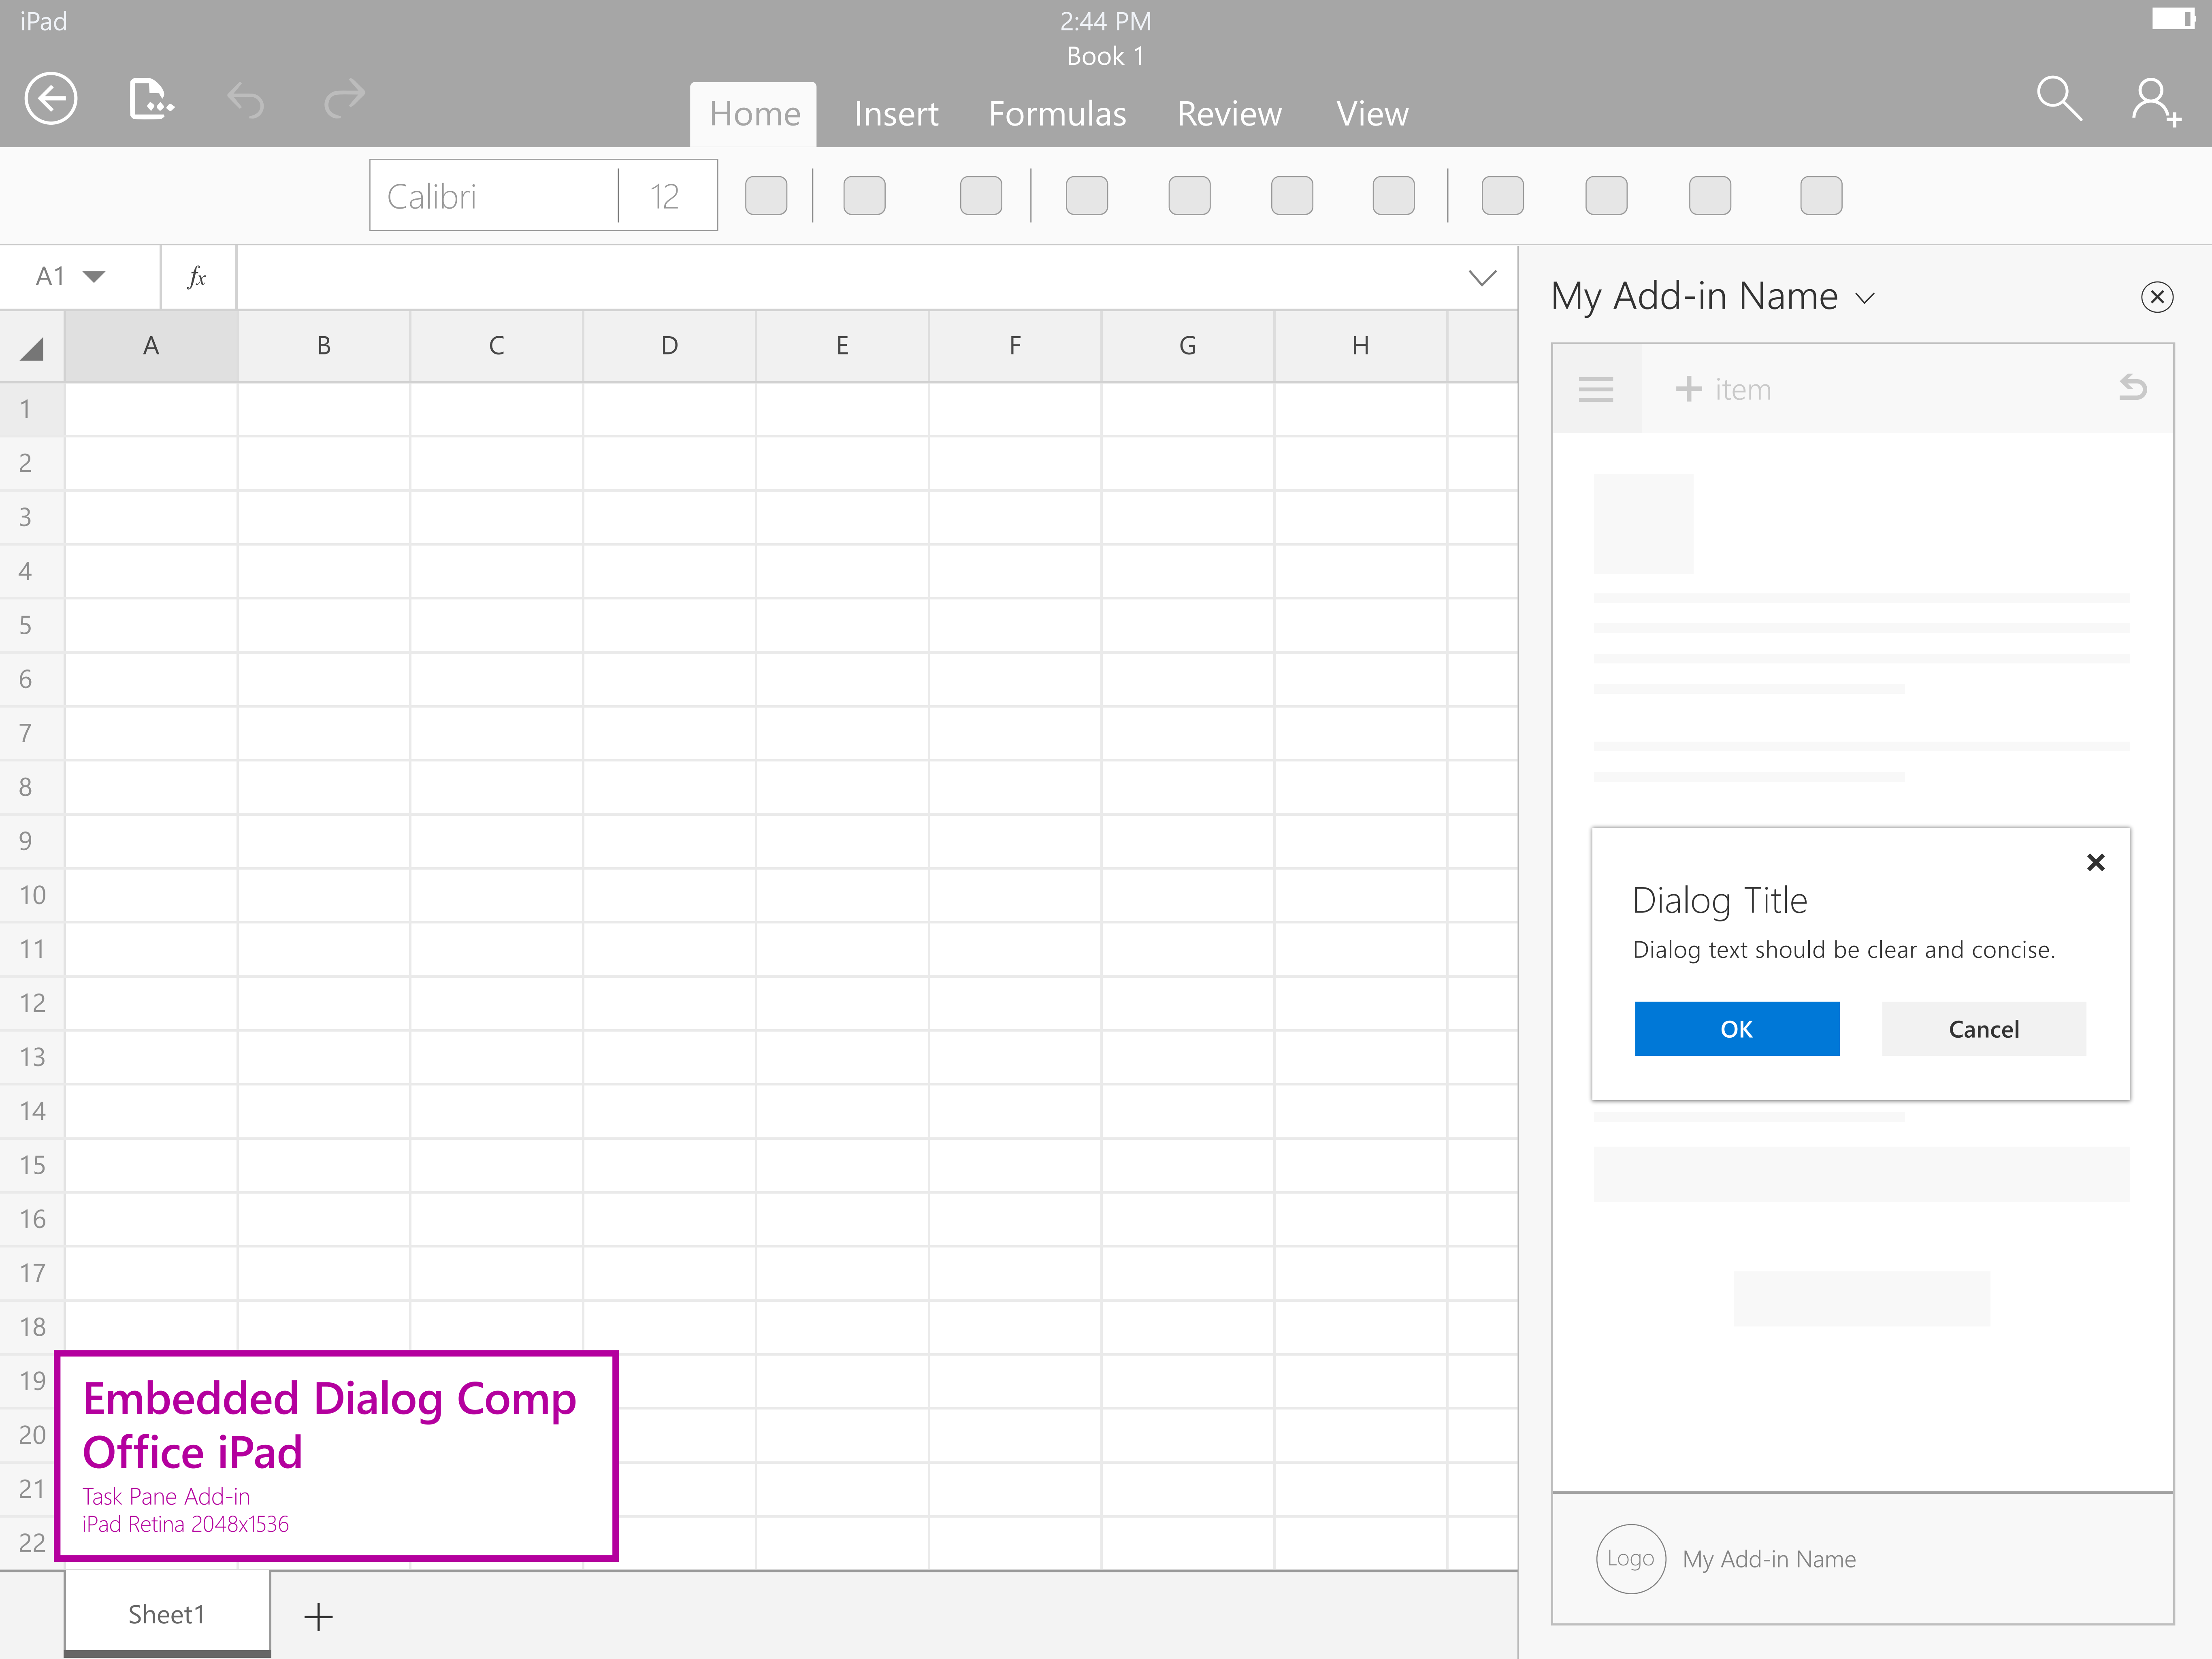 iPad
2:44 PM
Book 1
Home Insert Formulas Review View
Calibri 12
A1 fx
My Add-in Name
A B C D E F G H
item
1
2
3
4
5
6
7
8
9
10
11
12
13
14
15
16
17
18
19
20
21
22
Dialog Title
Dialog text should be clear and concise.
OK Cancel
Embedded Dialog Comp
Office iPad
Task Pane Add-in
iPad Retina 2048x1536
Logo My Add-in Name
Sheet1